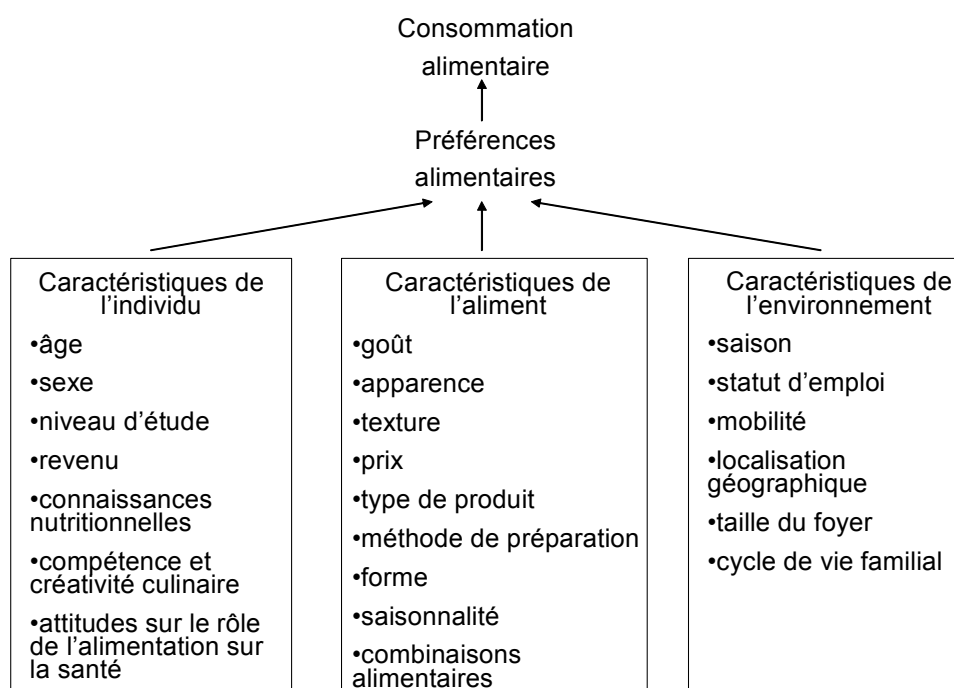 Consommation
alimentaire
Préférences
alimentaires
Caractéristiques de
l’individu
•âge
•sexe
•niveau d’étude
•revenu
•connaissances
nutritionnelles
•compétence et
créativité culinaire
•attitudes sur le rôle
de l’alimentation sur
la santé
Caractéristiques de
l’aliment
•goût
•apparence
•texture
•prix
•type de produit
•méthode de préparation
•forme
•saisonnalité
•combinaisons
alimentaires
Caractéristiques de
l’environnement
•saison
•statut d’emploi
•mobilité
•localisation
géographique
•taille du foyer
•cycle de vie familial